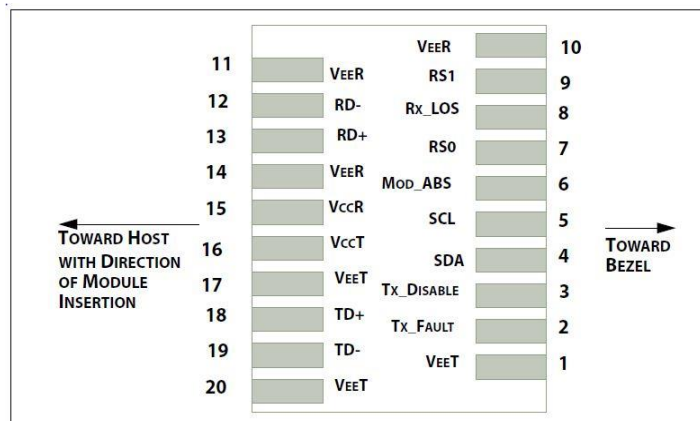 11 VEER
12 RD-
13 RD+
14 VEER
15 VCCR
16 VCCT
17 VEET
18 TD+
19 TD-
20 VEET
TOWARD HOST
WITH DIRECTION
OF MODULE
INSERTION
VEER 10
RS1 9
RX_LOS 8
RS0 7
MOD_ABS 6
SCL 5
SDA 4
TX_DISABLE 3
TX_FAULT 2
VEET 1
TOWARD
BEZEL